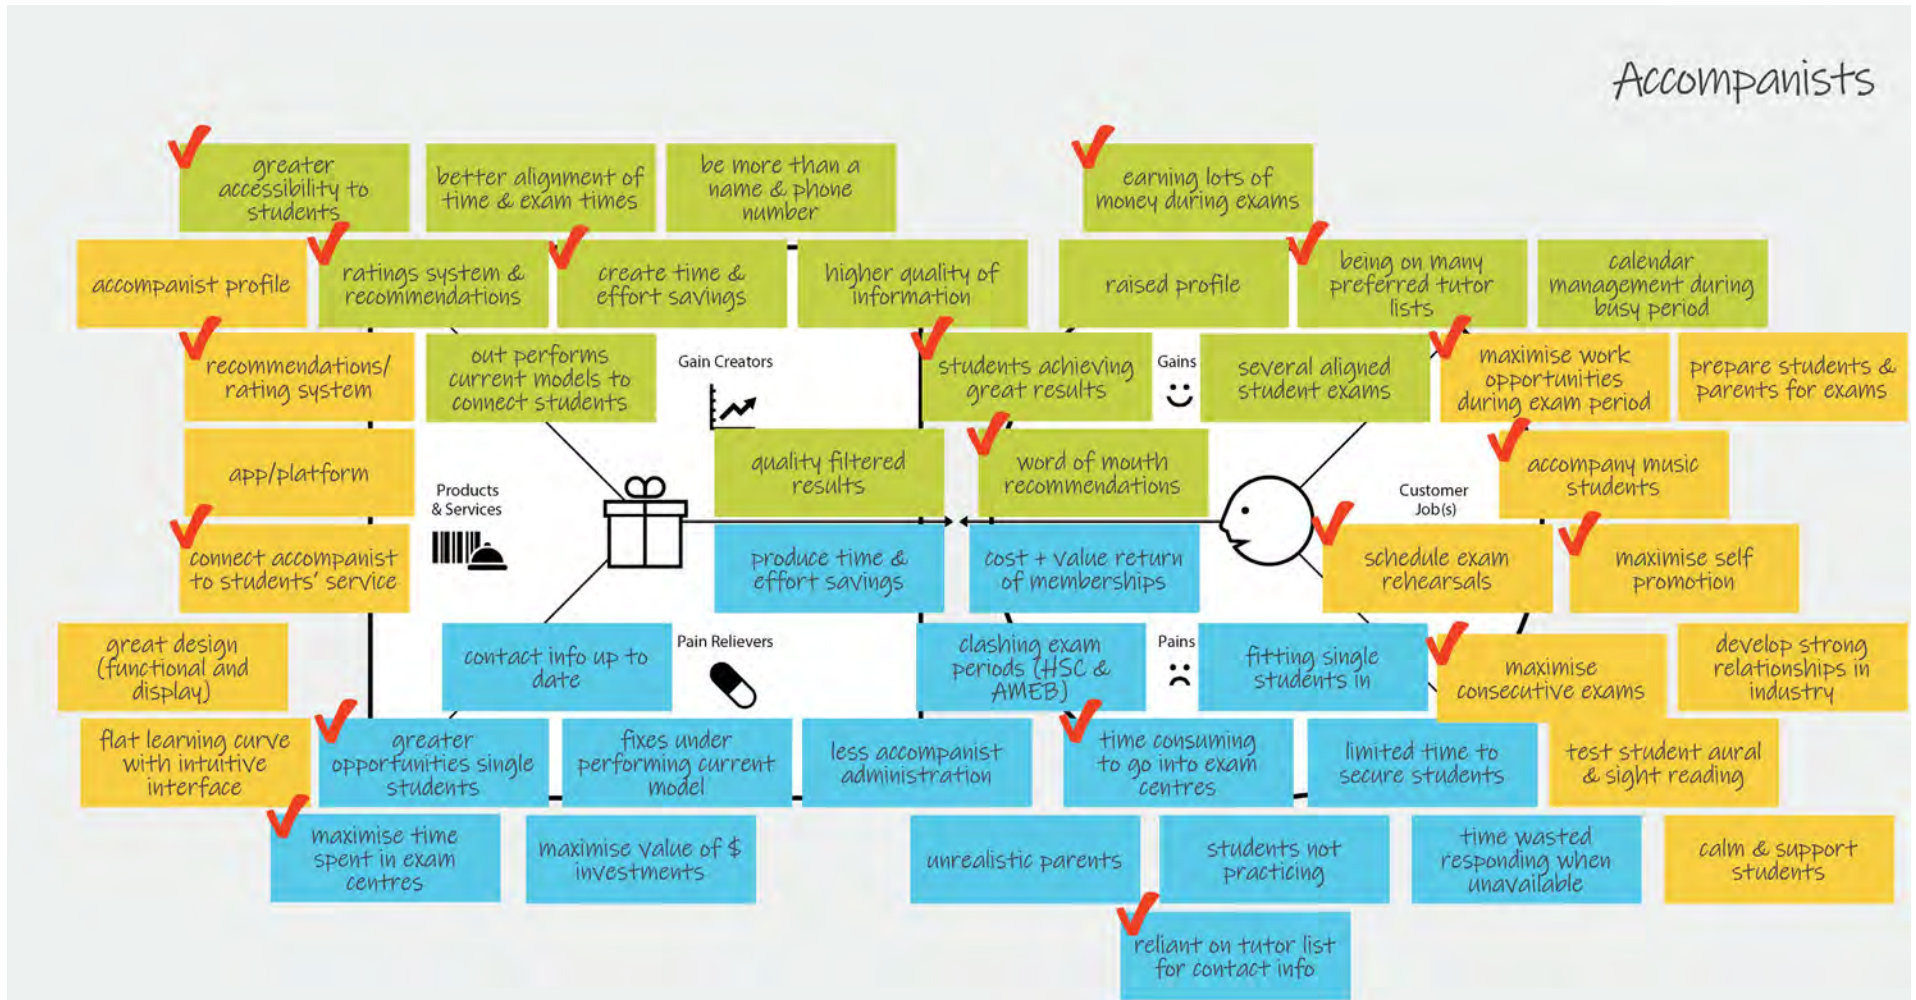 Accompanists
greater
accessibility to
students
better alignment of
time & exam times
be more than a
name & phone
number
earning lots of
money during exams
accompanist profile
ratings system &
recommendations
create time &
effort savings
higher quality of
information
raised profile
being on many
preferred tutor
lists
calendar
management during
busy period
recommendations/
rating system
out performs
current models to
connect students
Gain Creators
students achieving
great results
Gains
several aligned
student exams
maximise work
opportunities
during exam period
prepare students &
parents for exams
app/platform
Products
& Services
quality filtered
results
word of mouth
recommendations
Customer
Job(s)
accompany music
students
connect accompanist
to students' service
produce time &
effort savings
cost + value return
of memberships
schedule exam
rehearsals
maximise self
promotion
great design
(functional and
display)
contact info up to
date
Pain Relievers
clashing exam
periods (HSC &
AMEB)
Pains
fitting single
students in
maximise
consecutive exams
develop strong
relationships in
industry
flat learning curve
with intuitive
interface
greater
opportunities single
students
fixes under
performing current
model
less accompanist
administration
time consuming
to go into exam
centres
limited time to
secure students
test student aural
& sight reading
maximise time
spent in exam
centres
maximise value of $
investments
unrealistic parents
students not
practicing
time wasted
responding when
unavailable
calm & support
students
reliant on tutor list
for contact info